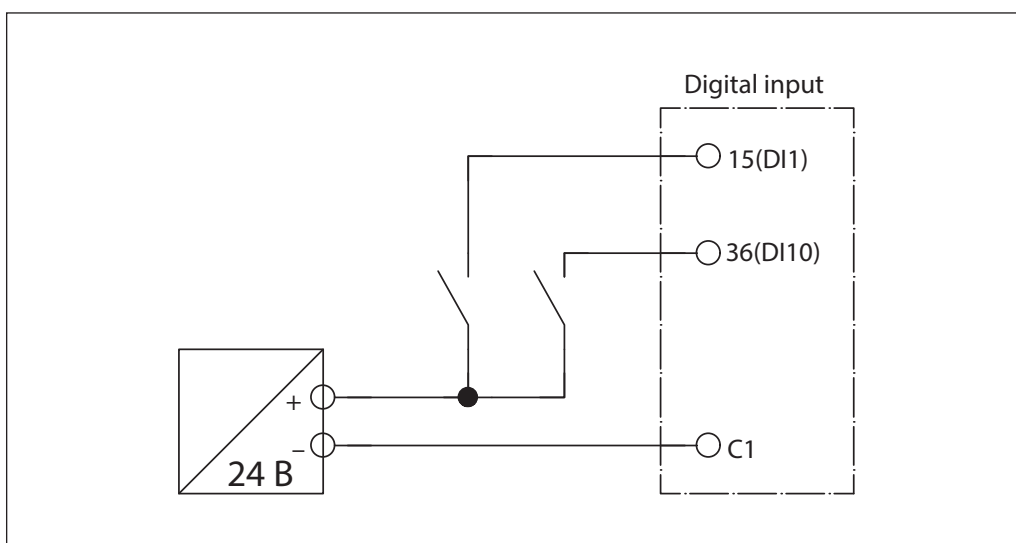 Digital input
15(DI1)
36(DI10)
+
–
24 В
C1